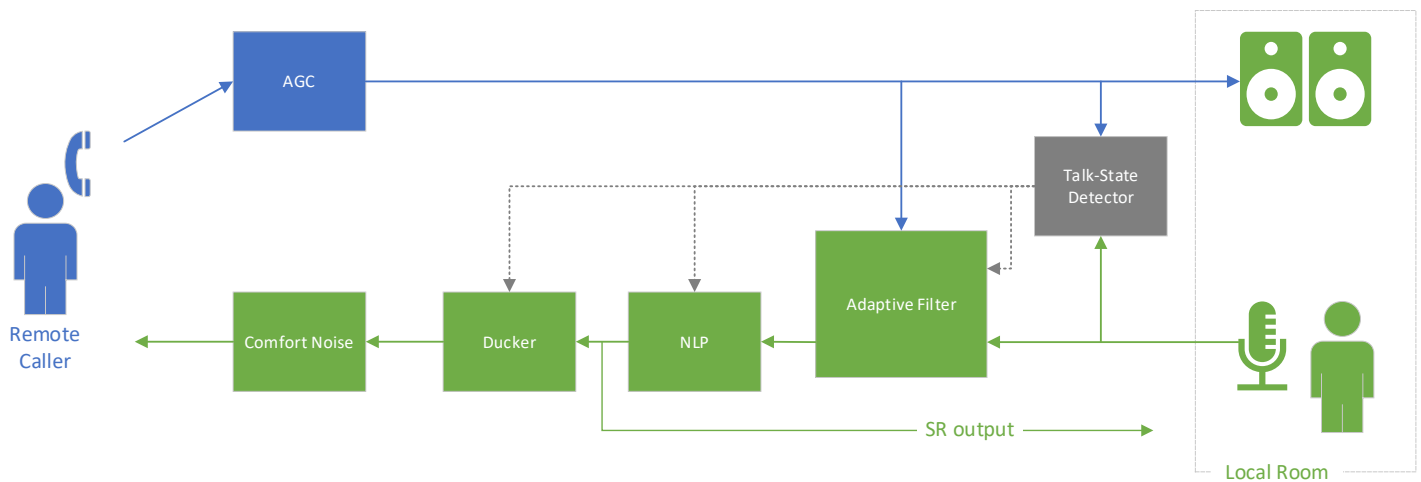 AGC
Talk-State
Detector
Adaptive Filter
Remote
Caller
Comfort Noise
Ducker
NLP
SR output
Local Room